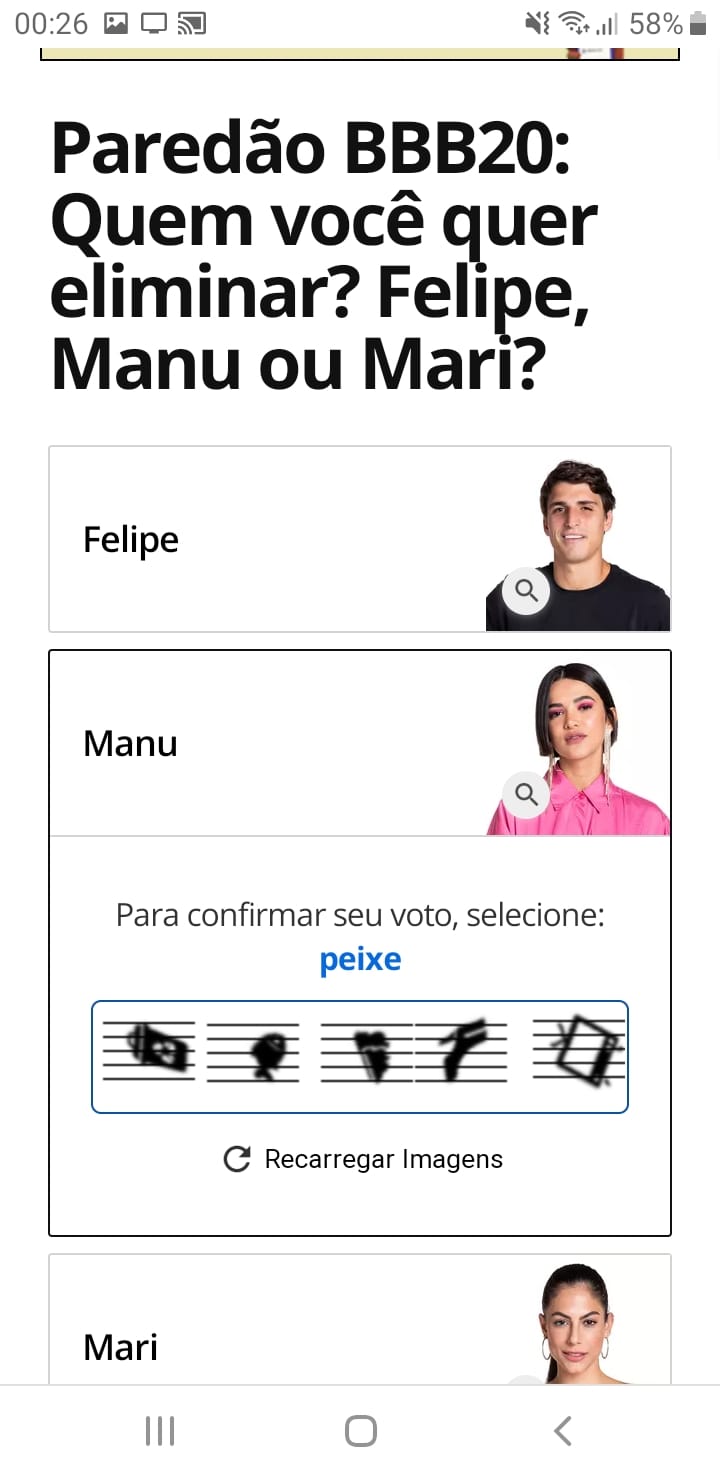 00:26
58%
Paredão BBB20:
Quem você quer
eliminar? Felipe,
Manu ou Mari?
Felipe
Manu
Para confirmar seu voto, selecione:
peixe
Recarregar Imagens
Mari